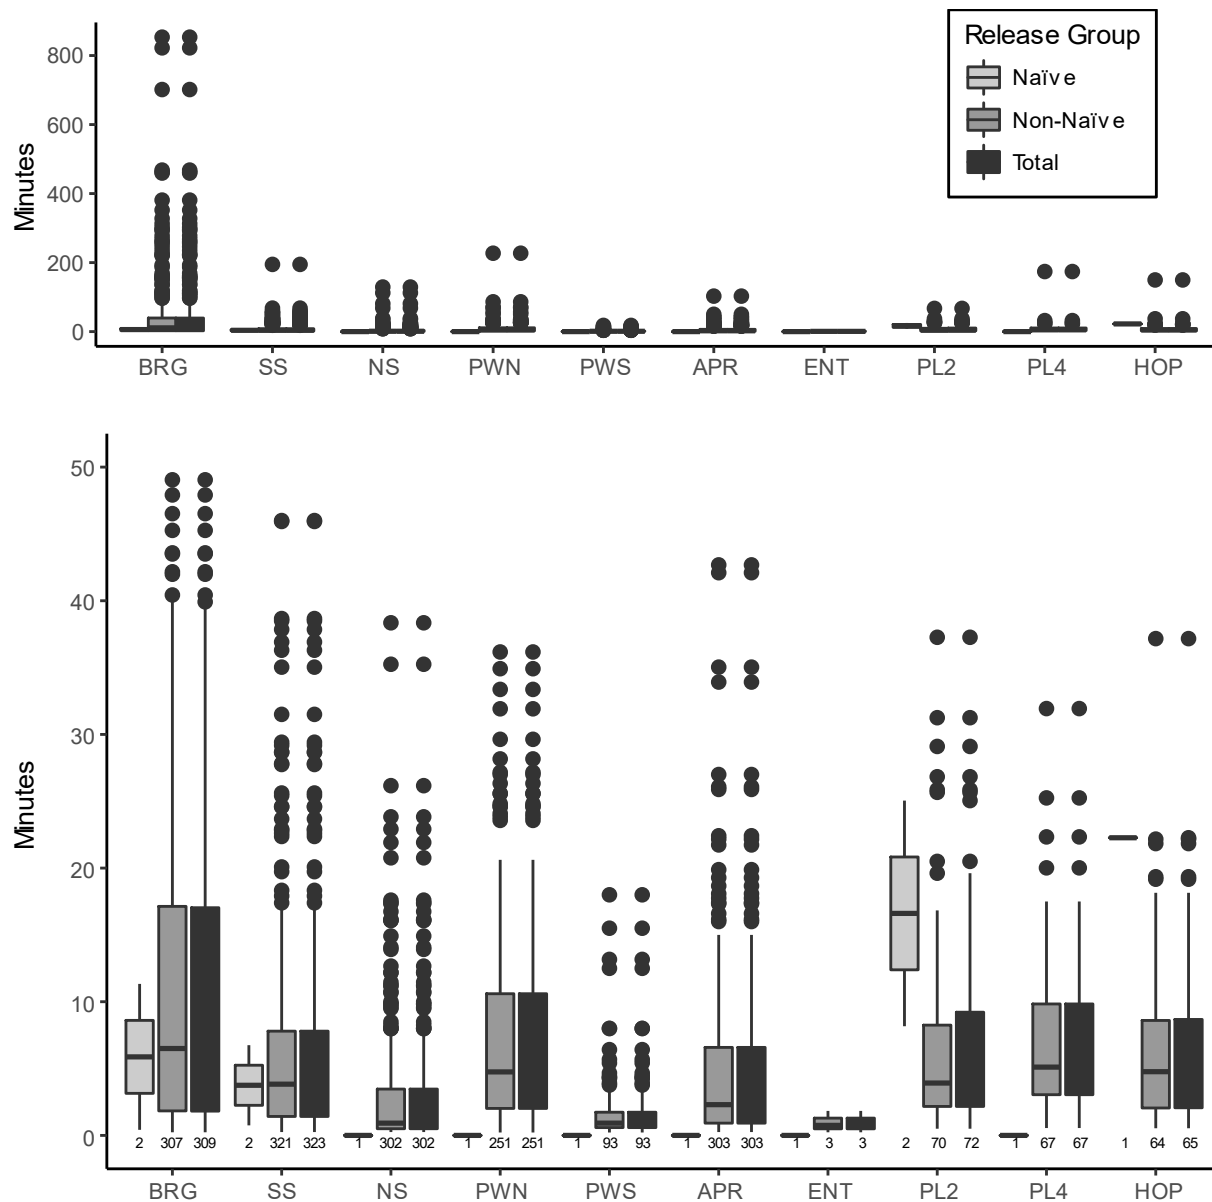 Release Group
Naïve
Non-Naïve
Total
Minutes
800
600
400
200
0
BRG SS NS PWN PWS APR ENT PL2 PL4 HOP
Minutes
50
40
30
20
10
0
2 307 309 2 321 323 1 302 302 1 251 251 1 93 93 1 303 303 1 3 3 2 70 72 1 67 67 1 64 65
BRG SS NS PWN PWS APR ENT PL2 PL4 HOP